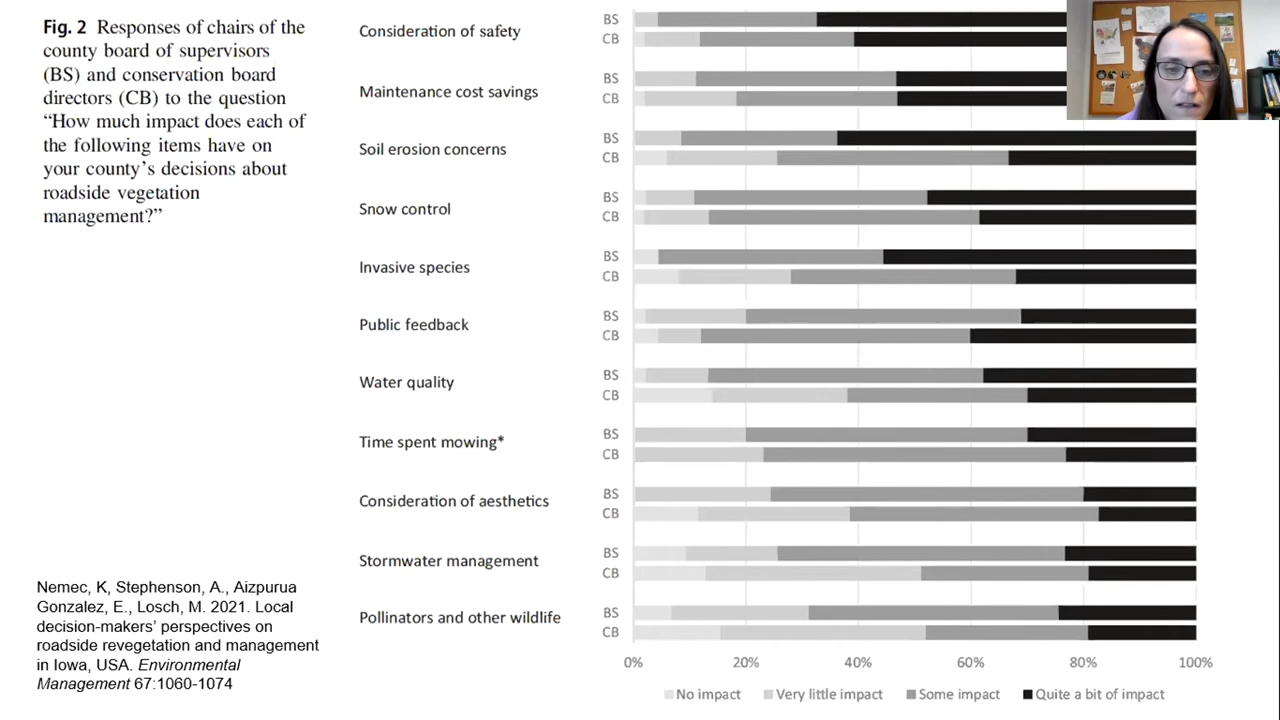 Fig. 2 Responses of chairs of the
county board of supervisors
(BS) and conservation board
directors (CB) to the question
“How much impact does each of
the following items have on
your county’s decisions about
roadside vegetation
management?”
Consideration of safety
BS
CB
Maintenance cost savings
BS
CB
Soil erosion concerns
BS
CB
Snow control
BS
CB
Invasive species
BS
CB
Public feedback
BS
CB
Water quality
BS
CB
Time spent mowing*
BS
CB
Consideration of aesthetics
BS
CB
Stormwater management
BS
CB
Pollinators and other wildlife
BS
CB
0% 20% 40% 60% 80% 100%
No impact Very little impact Some impact Quite a bit of impact
Nemec, K, Stephenson, A., Aizpurua
Gonzalez, E., Losch, M. 2021. Local
decision-makers’ perspectives on
roadside revegetation and management
in Iowa, USA. Environmental
Management 67:1060-1074